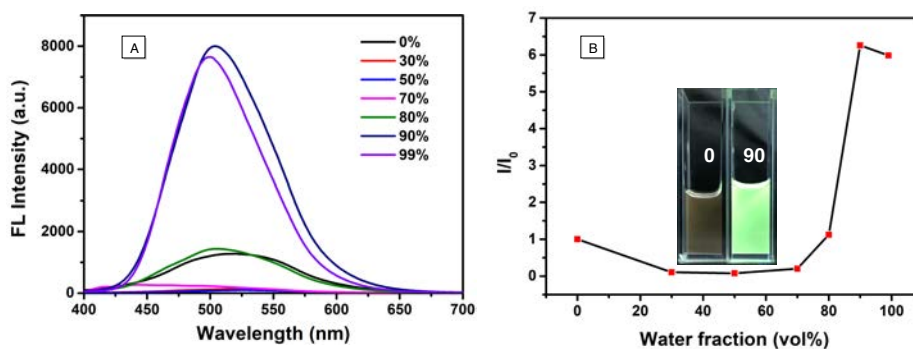 A
0%
30%
50%
70%
80%
90%
99%
8000
6000
4000
2000
0
FL Intensity (a.u.)
400 450 500 550 600 650 700
Wavelength (nm)
B
7
6
5
4
3
2
1
0
I/I0
0 90
0 20 40 60 80 100
Water fraction (vol%)